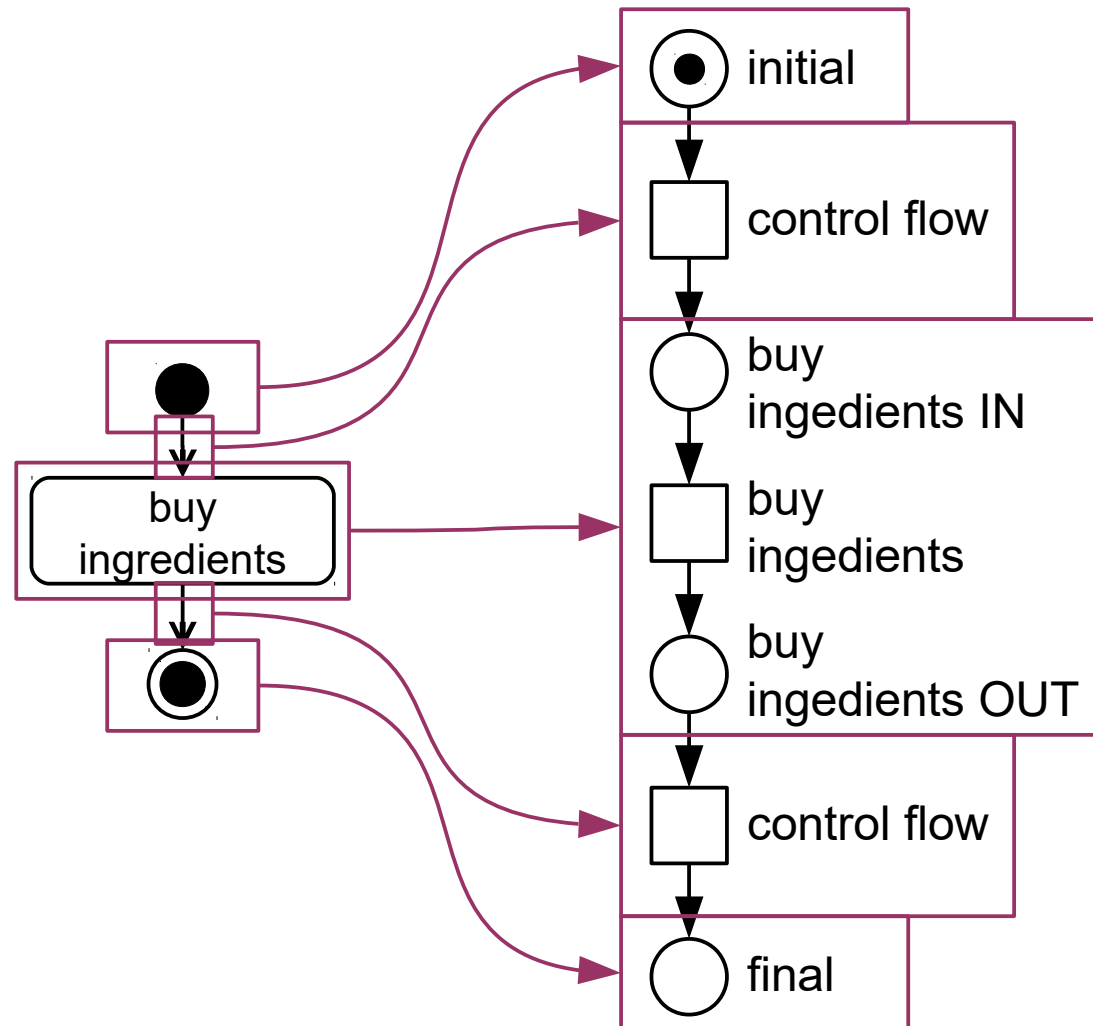 initial
control flow
buy
ingedients IN
buy
ingredients
buy
ingedients
buy
ingedients OUT
control flow
final